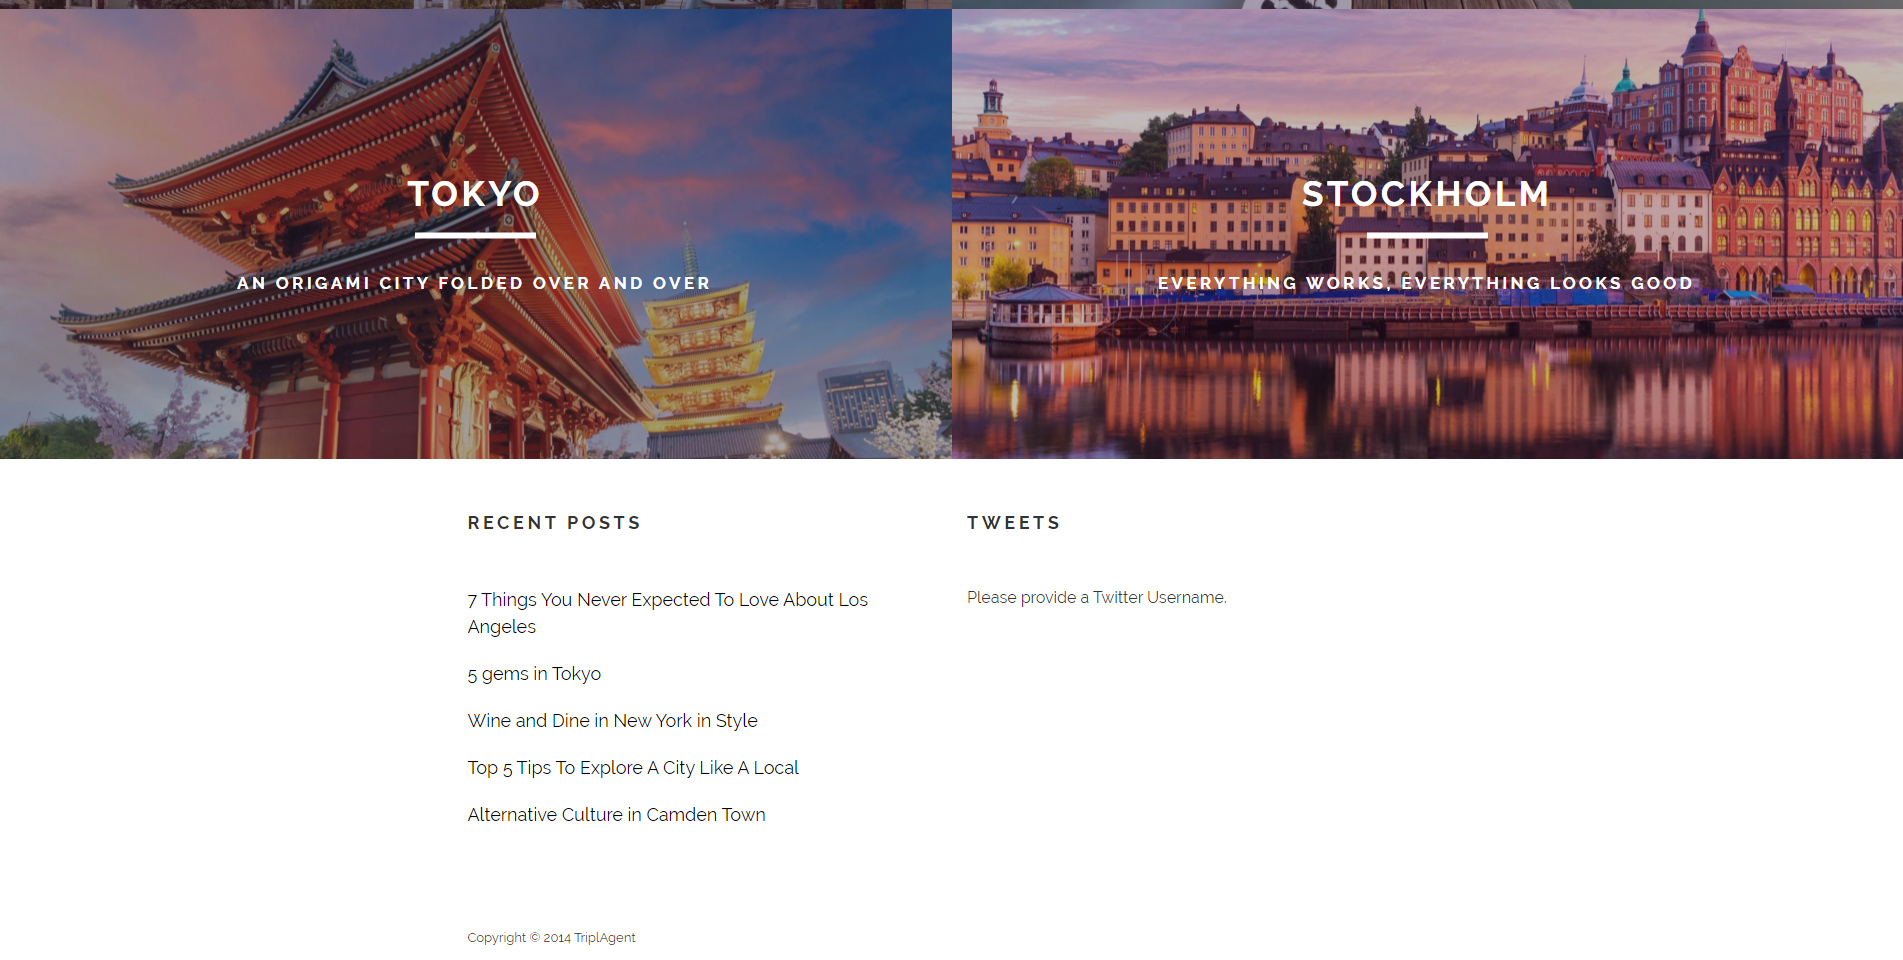 TOKYO
AN ORIGAMI CITY FOLDED OVER AND OVER
STOCKHOLM
EVERYTHING WORKS, EVERYTHING LOOKS GOOD
RECENT POSTS
7 Things You Never Expected To Love About Los
Angeles
5 gems in Tokyo
Wine and Dine in New York in Style
Top 5 Tips To Explore A City Like A Local
Alternative Culture in Camden Town
TWEETS
Please provide a Twitter Username.
Copyright © 2014 TriplAgent